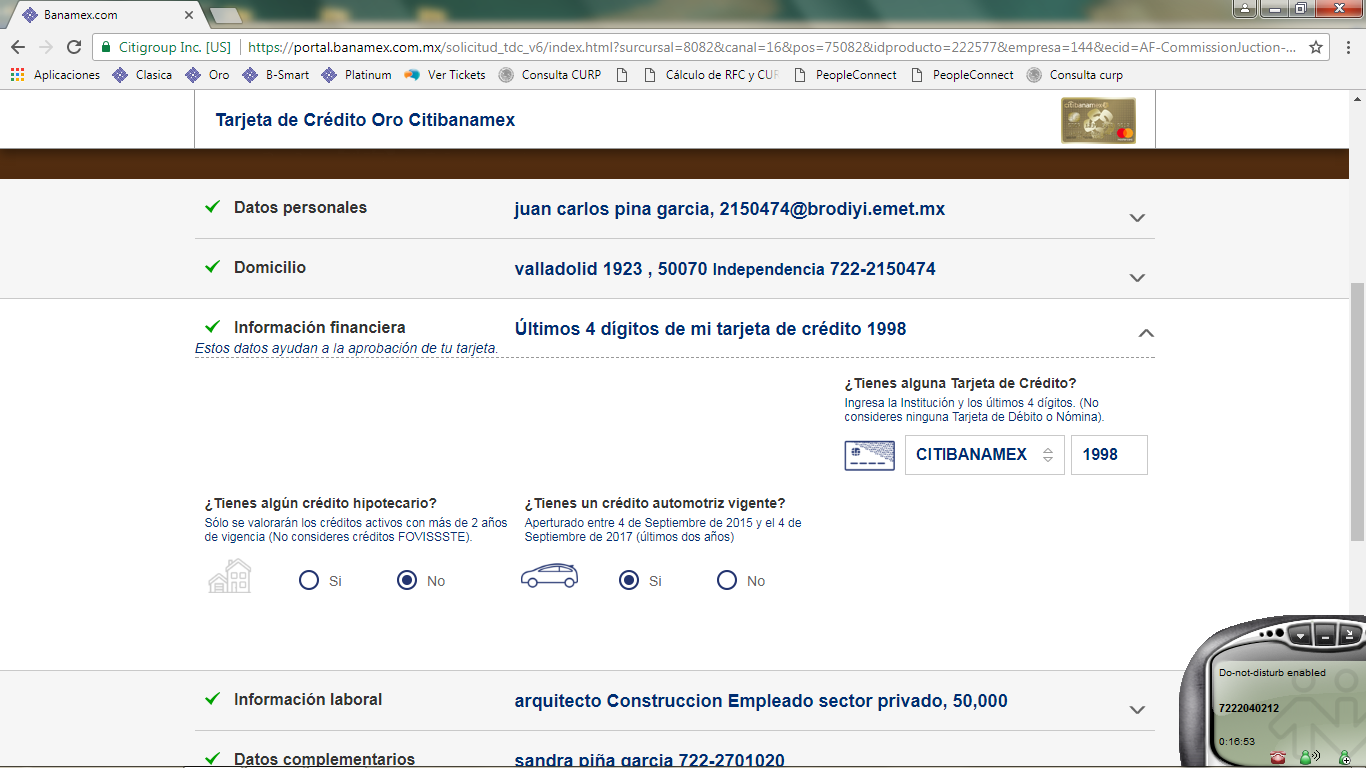 Banamex.com
Citigroup Inc. [US]
https://portal.banamex.com.mx/solicitud_tdc_v6/index.html?surcursal=8082&canal=16&pos=75082&idproducto=222577&empresa=144&ecid=AF-CommissionJuction-...
Aplicaciones
Clasica
Oro
B-Smart
Platinum
Ver Tickets
Consulta CURP
Cálculo de RFC y CUR
PeopleConnect
PeopleConnect
Consulta curp
Tarjeta de Crédito Oro Citibanamex
citibanamex
Datos personales
juan carlos pina garcia, 2150474@brodiyi.emet.mx
Domicilio
valladolid 1923 , 50070 Independencia 722-2150474
Información financiera
Últimos 4 dígitos de mi tarjeta de crédito 1998
Estos datos ayudan a la aprobación de tu tarjeta.
¿Tienes alguna Tarjeta de Crédito?
Ingresa la Institución y los últimos 4 dígitos. (No
consideres ninguna Tarjeta de Débito o Nómina).
CITIBANAMEX
1998
¿Tienes algún crédito hipotecario?
Sólo se valorarán los créditos activos con más de 2 años
de vigencia (No consideres créditos FOVISSSTE).
Si
No
¿Tienes un crédito automotriz vigente?
Aperturado entre 4 de Septiembre de 2015 y el 4 de
Septiembre de 2017 (últimos dos años)
Si
No
Información laboral
arquitecto Construccion Empleado sector privado, 50,000
Datos complementarios
sandra piña garcia 722-2701020
Do-not-disturb enabled
7222040212
0:16:53